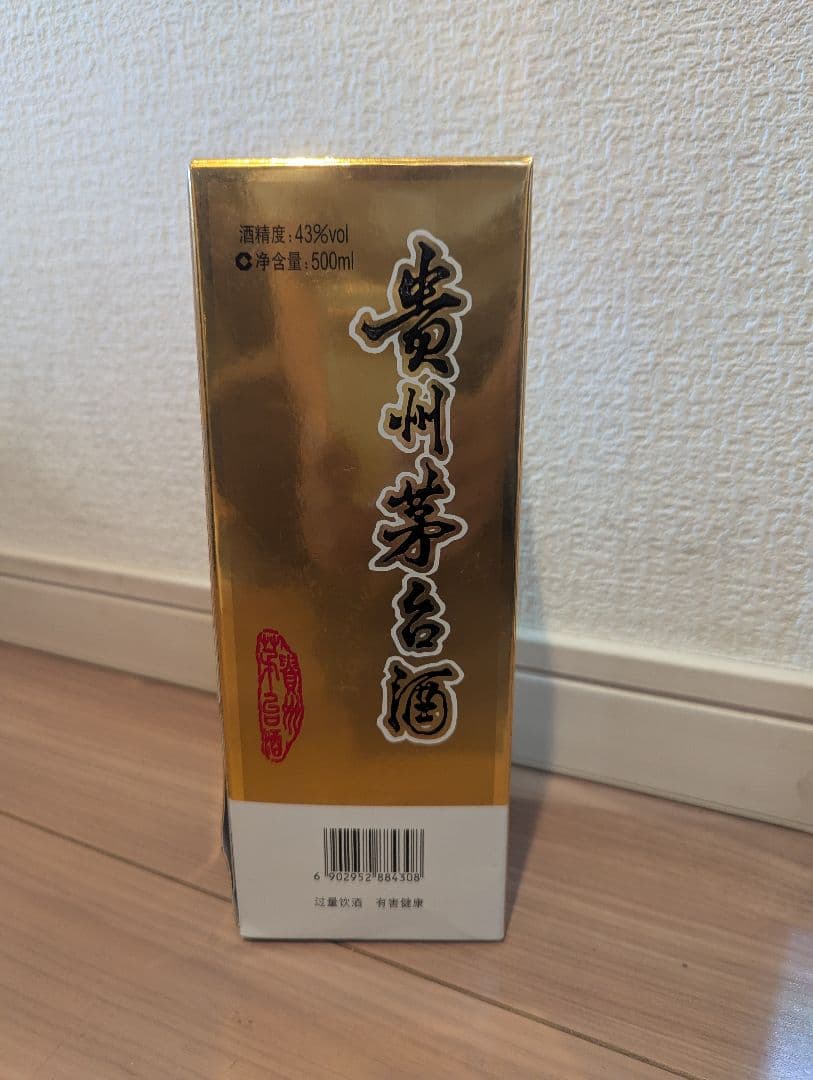 酒精度:43%vol
净含量:500ml
贵州茅台酒
貴州
茅台酒
6 902952 884308
过量饮酒 有害健康